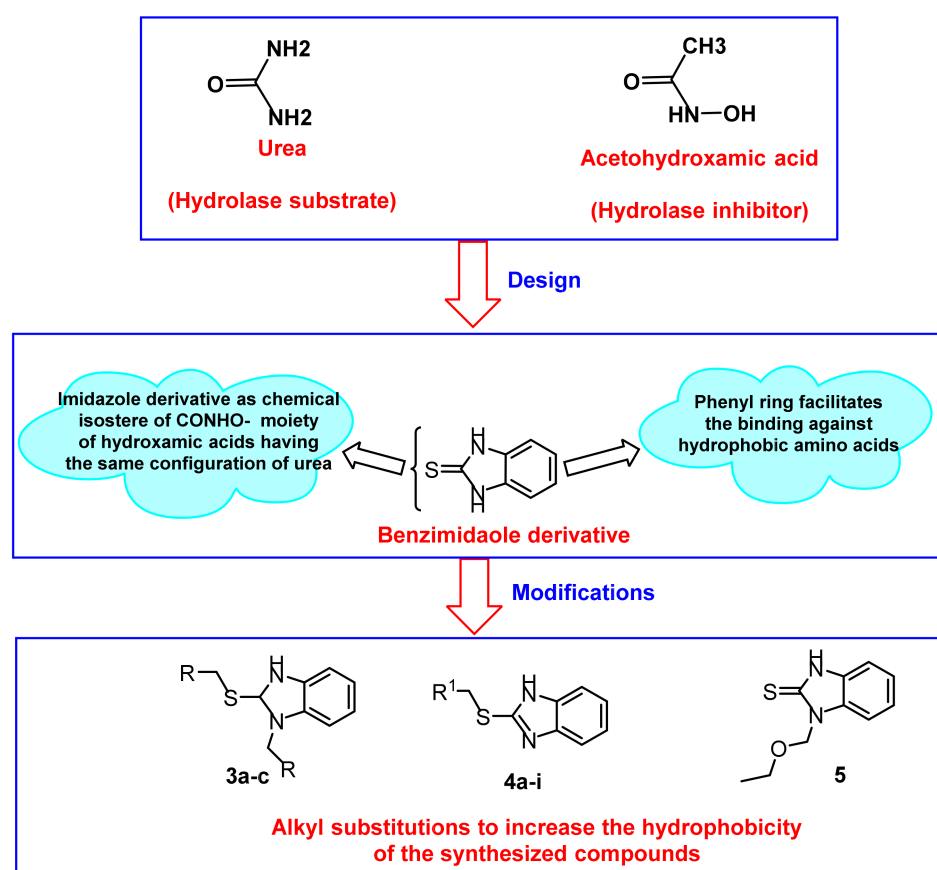 NH2
CH3
O
O
NH2
HN
OH
Urea
Acetohydroxamic acid
(Hydrolase substrate)
(Hydrolase inhibitor)
Design
Imidazole derivative as chemical
isostere of CONHO- moiety
of hydroxamic acids having
the same configuration of urea
Phenyl ring facilitates
the binding against
hydrophobic amino acids
H
N
S
N
H
Benzimidaole derivative
Modifications
R
S
H
N
N
R
3a-c
R1
S
H
N
N
4a-i
H
N
S
N
O
5
Alkyl substitutions to increase the hydrophobicity
of the synthesized compounds